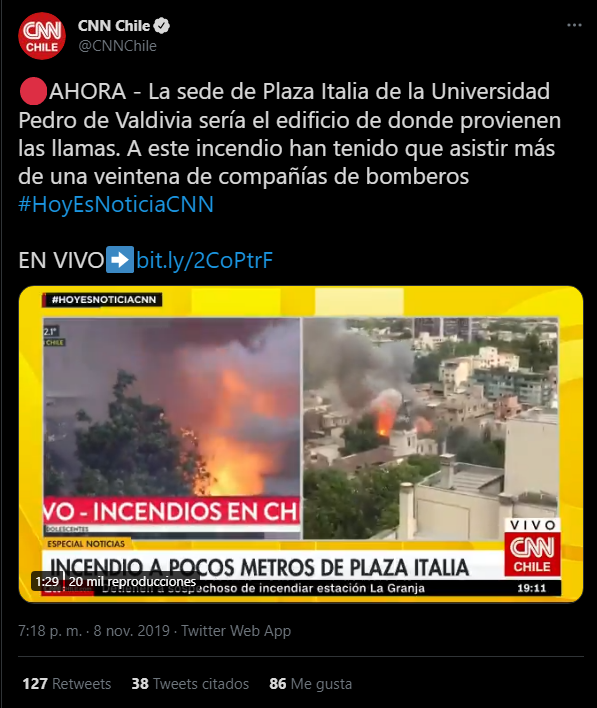 CNN
CHILE
CNN Chile
@CNNChile
AHORA - La sede de Plaza Italia de la Universidad
Pedro de Valdivia sería el edificio de donde provienen
las llamas. A este incendio han tenido que asistir más
de una veintena de compañías de bomberos
#HoyEsNoticiaCNN
EN VIVO➡bit.ly/2CoPtrF
#HOYESNOTICIACNN
2.1°
CHILE
VO - INCENDIOS EN CH
DOLESCENTES
ESPECIAL NOTICIAS
VIVO
CNN
CHILE
INCENDIO A POCOS METROS DE PLAZA ITALIA
1:29 20 mil reproducciones
sospechoso de incendiar estación La Granja
19:11
7:18 p. m. · 8 nov. 2019 · Twitter Web App
127 Retweets 38 Tweets citados 86 Me gusta